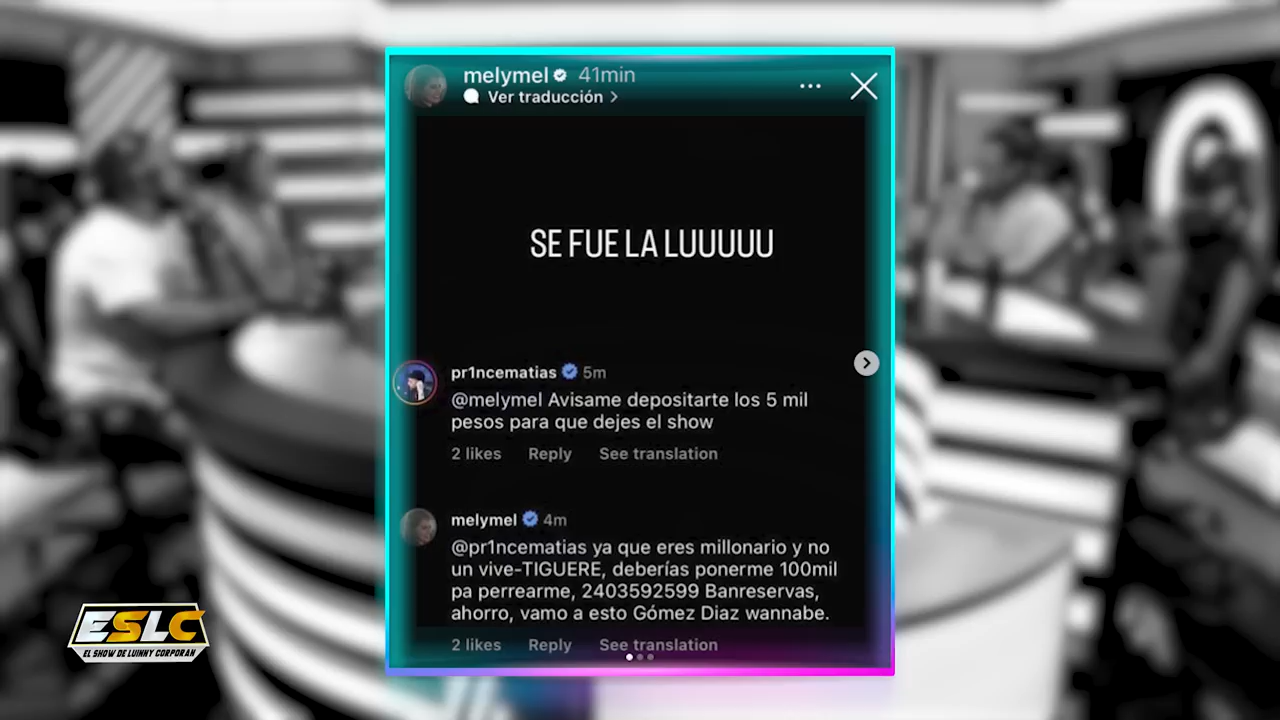 melymel 41min
Ver traducción
SE FUE LA LUUUUU
pr1ncematias 5m
@melymel Avisame depositarte los 5 mil
pesos para que dejes el show
2 likes Reply See translation
melymel 4m
@pr1ncematias ya que eres millonario y no
un vive-TIGUERE, deberías ponerme 100mil
pa perrearme, 2403592599 Banreservas,
ahorro, vamo a esto Gómez Diaz wannabe.
2 likes Reply See translation
ESLC
EL SHOW DE LUINNY CORPORÁN